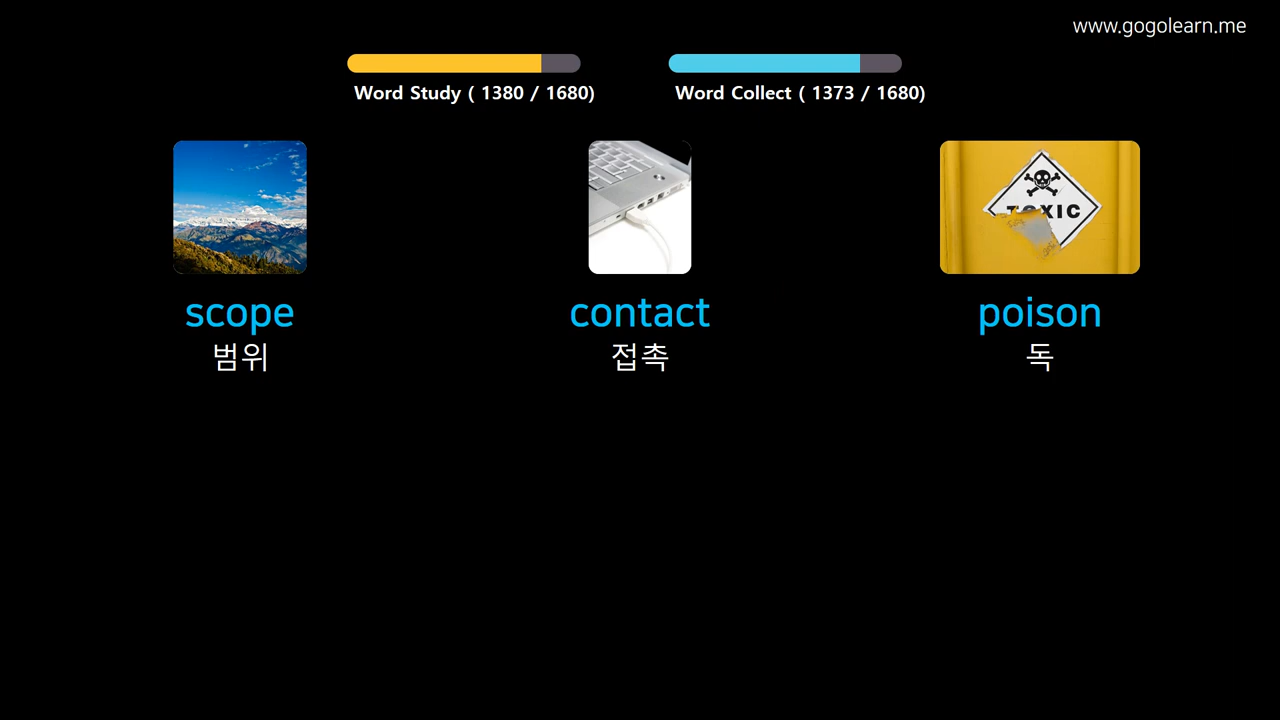 www.gogolearn.me
Word Study ( 1380 / 1680)
Word Collect ( 1373 / 1680)
TOXIC
scope
contact
poison
범위
접촉
독